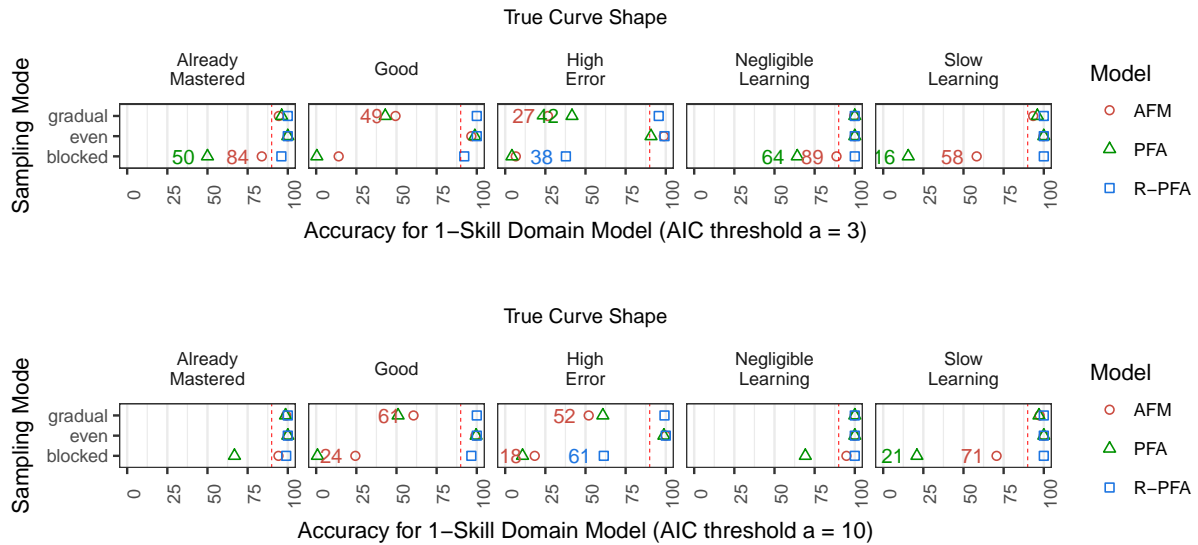 True Curve Shape
Already
Mastered
Good
High
Error
Negligible
Learning
Slow
Learning
Sampling Mode
gradual
even
blocked
49
27
42
50
84
38
64
89
16
58
0 25 50 75 100 0 25 50 75 100 0 25 50 75 100 0 25 50 75 100 0 25 50 75 100
Accuracy for 1−Skill Domain Model (AIC threshold a = 3)
Model
AFM
PFA
R−PFA
True Curve Shape
Already
Mastered
Good
High
Error
Negligible
Learning
Slow
Learning
Sampling Mode
gradual
even
blocked
61
52
24
18
61
21
71
0 25 50 75 100 0 25 50 75 100 0 25 50 75 100 0 25 50 75 100 0 25 50 75 100
Accuracy for 1−Skill Domain Model (AIC threshold a = 10)
Model
AFM
PFA
R−PFA